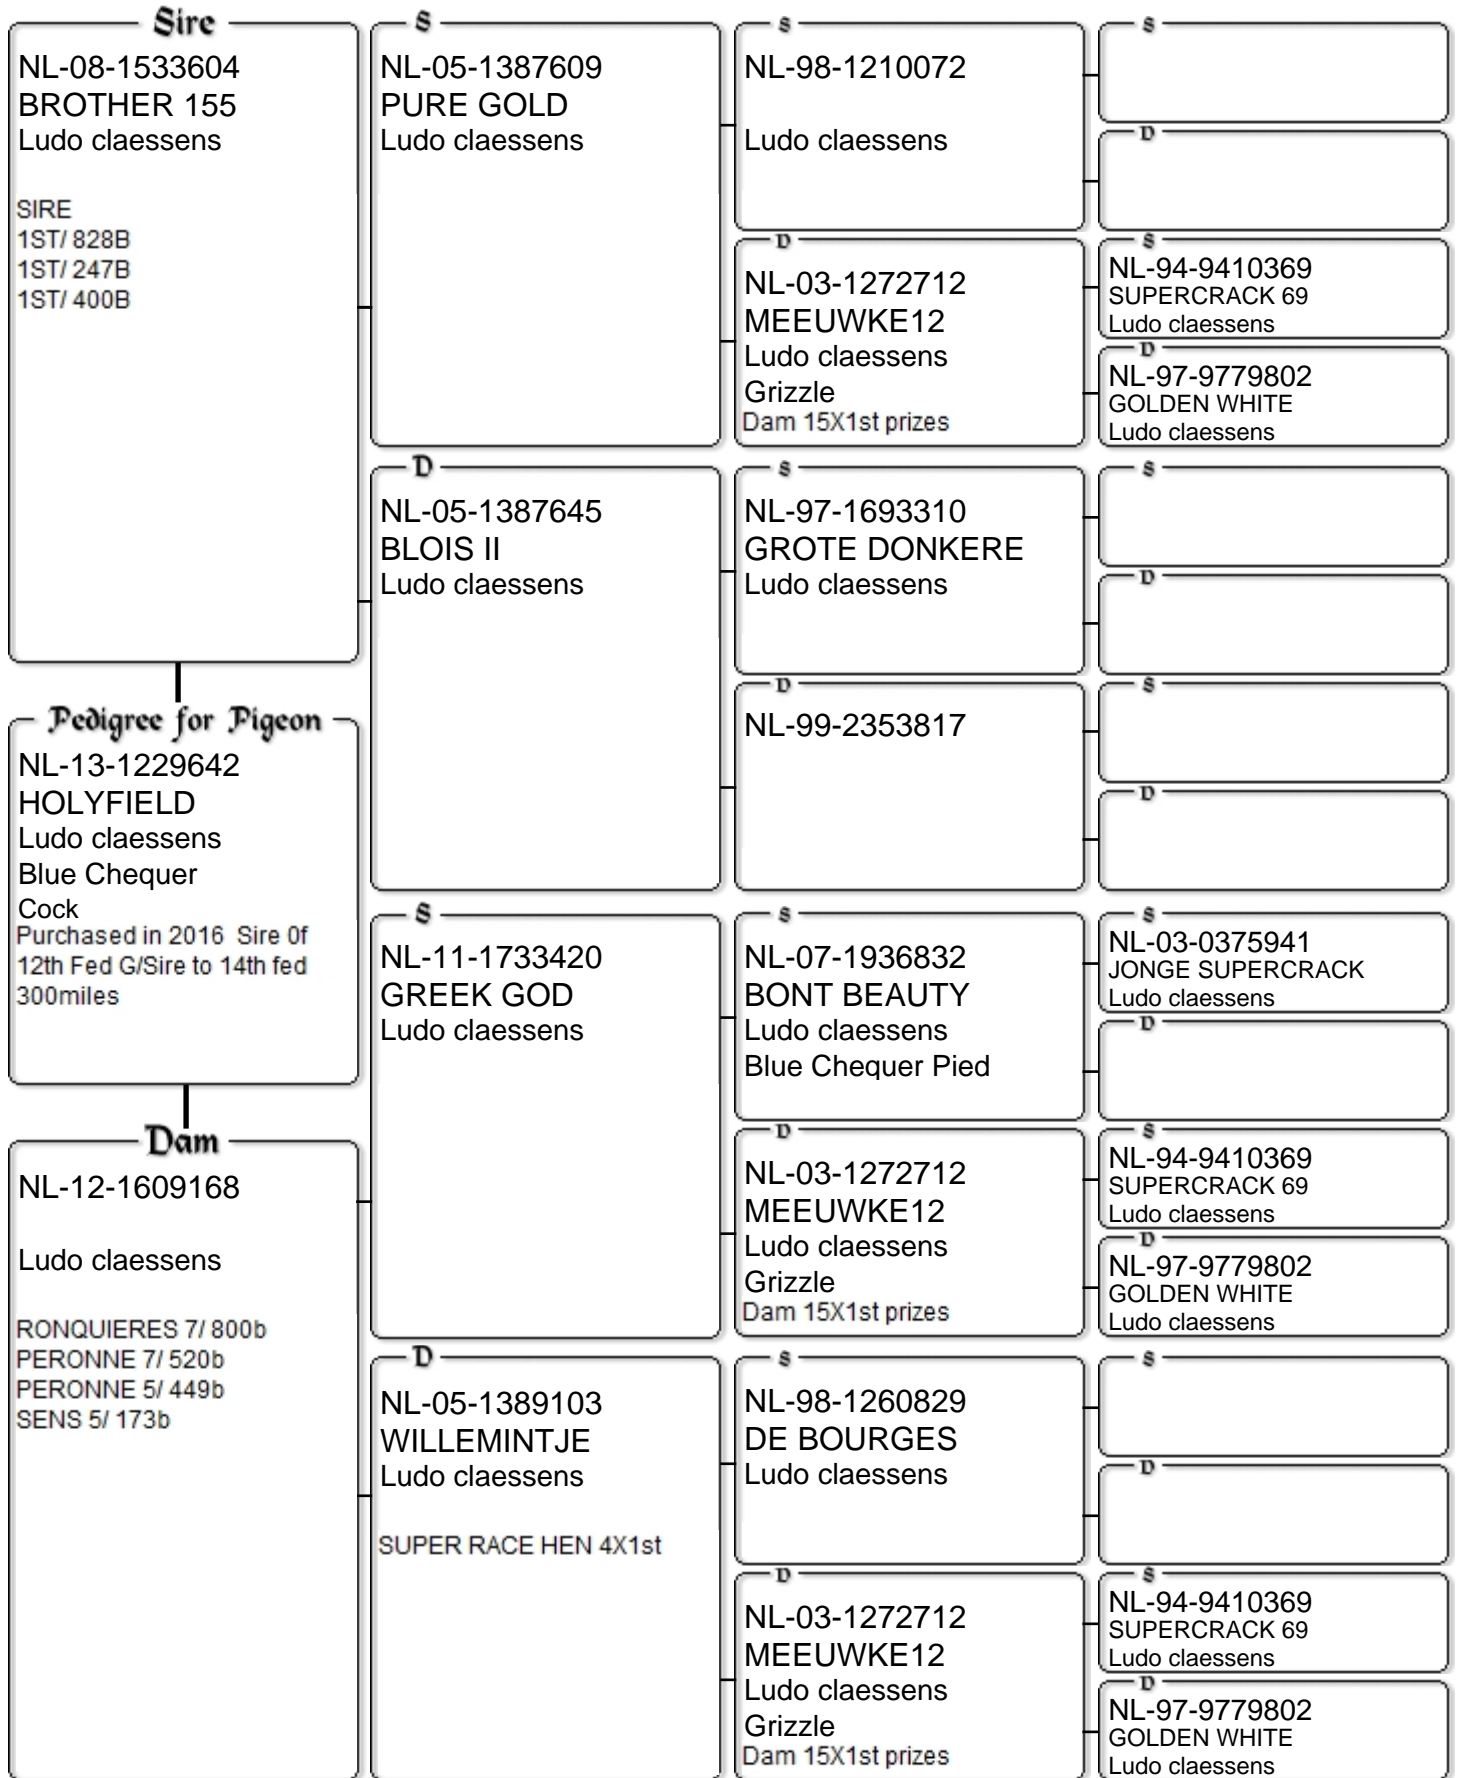 Sire
NL-08-1533604
BROTHER 155
Ludo claessens
SIRE
1ST/ 828B
1ST/ 247B
1ST/ 400B
Pedigree for Pigeon
NL-13-1229642
HOLYFIELD
Ludo claessens
Blue Chequer
Cock
Purchased in 2016 Sire 0f
12th Fed G/Sire to 14th fed
300miles
Dam
NL-12-1609168
Ludo claessens
RONQUIERES 7/ 800b
PERONNE 7/ 520b
PERONNE 5/ 449b
SENS 5/ 173b
S
NL-05-1387609
PURE GOLD
Ludo claessens
D
NL-05-1387645
BLOIS II
Ludo claessens
S
NL-11-1733420
GREEK GOD
Ludo claessens
D
NL-05-1389103
WILLEMINTJE
Ludo claessens
SUPER RACE HEN 4X1st
S
NL-98-1210072
Ludo claessens
D
NL-03-1272712
MEEUWKE12
Ludo claessens
Grizzle
Dam 15X1st prizes
S
NL-97-1693310
GROTE DONKERE
Ludo claessens
D
NL-99-2353817
S
NL-07-1936832
BONT BEAUTY
Ludo claessens
Blue Chequer Pied
D
NL-03-1272712
MEEUWKE12
Ludo claessens
Grizzle
Dam 15X1st prizes
S
NL-98-1260829
DE BOURGES
Ludo claessens
D
NL-03-1272712
MEEUWKE12
Ludo claessens
Grizzle
Dam 15X1st prizes
S
D
S
NL-94-9410369
SUPERCRACK 69
Ludo claessens
D
NL-97-9779802
GOLDEN WHITE
Ludo claessens
S
D
S
D
S
NL-03-0375941
JONGE SUPERCRACK
Ludo claessens
D
S
NL-94-9410369
SUPERCRACK 69
Ludo claessens
D
NL-97-9779802
GOLDEN WHITE
Ludo claessens
S
D
S
NL-94-9410369
SUPERCRACK 69
Ludo claessens
D
NL-97-9779802
GOLDEN WHITE
Ludo claessens